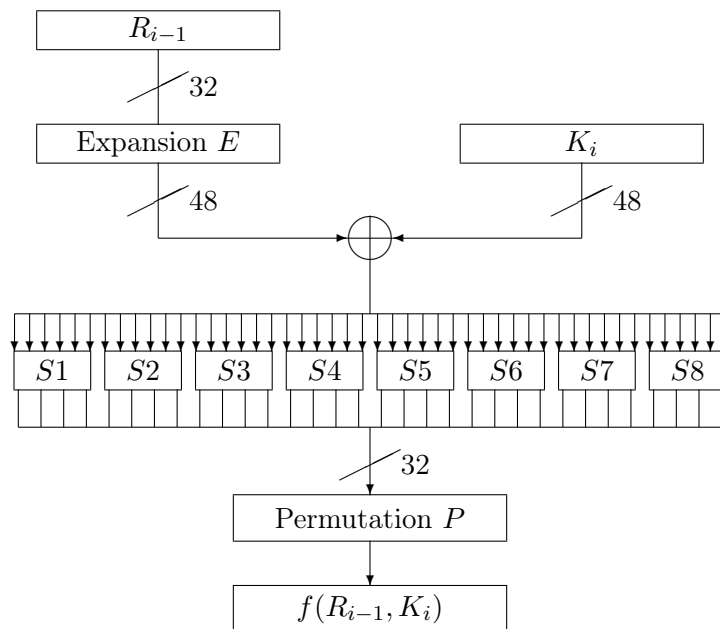 R_{i−1}
32
Expansion E
K_i
48
48
S1 S2 S3 S4 S5 S6 S7 S8
32
Permutation P
f(R_{i−1}, K_i)